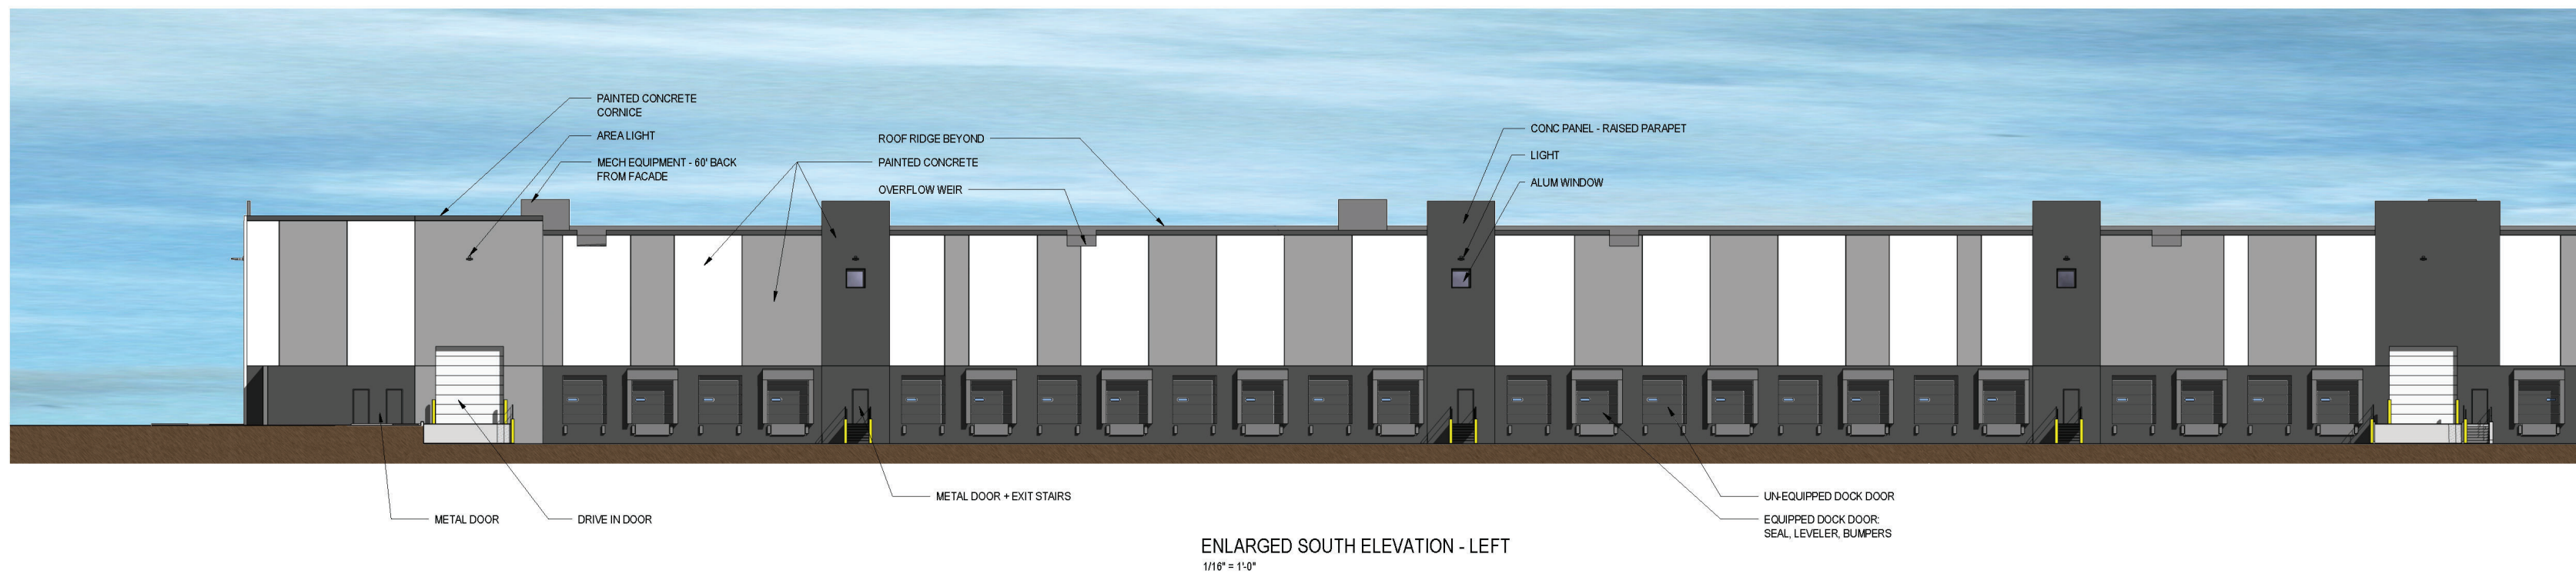 PAINTED CONCRETE
CORNICE
AREA LIGHT
MECH EQUIPMENT - 60' BACK
FROM FACADE
ROOF RIDGE BEYOND
PAINTED CONCRETE
OVERFLOW WEIR
CONC PANEL - RAISED PARAPET
LIGHT
ALUM WINDOW
METAL DOOR
DRIVE IN DOOR
METAL DOOR + EXIT STAIRS
UN-EQUIPPED DOCK DOOR
EQUIPPED DOCK DOOR:
SEAL, LEVELER, BUMPERS
ENLARGED SOUTH ELEVATION - LEFT
1/16" = 1'-0"